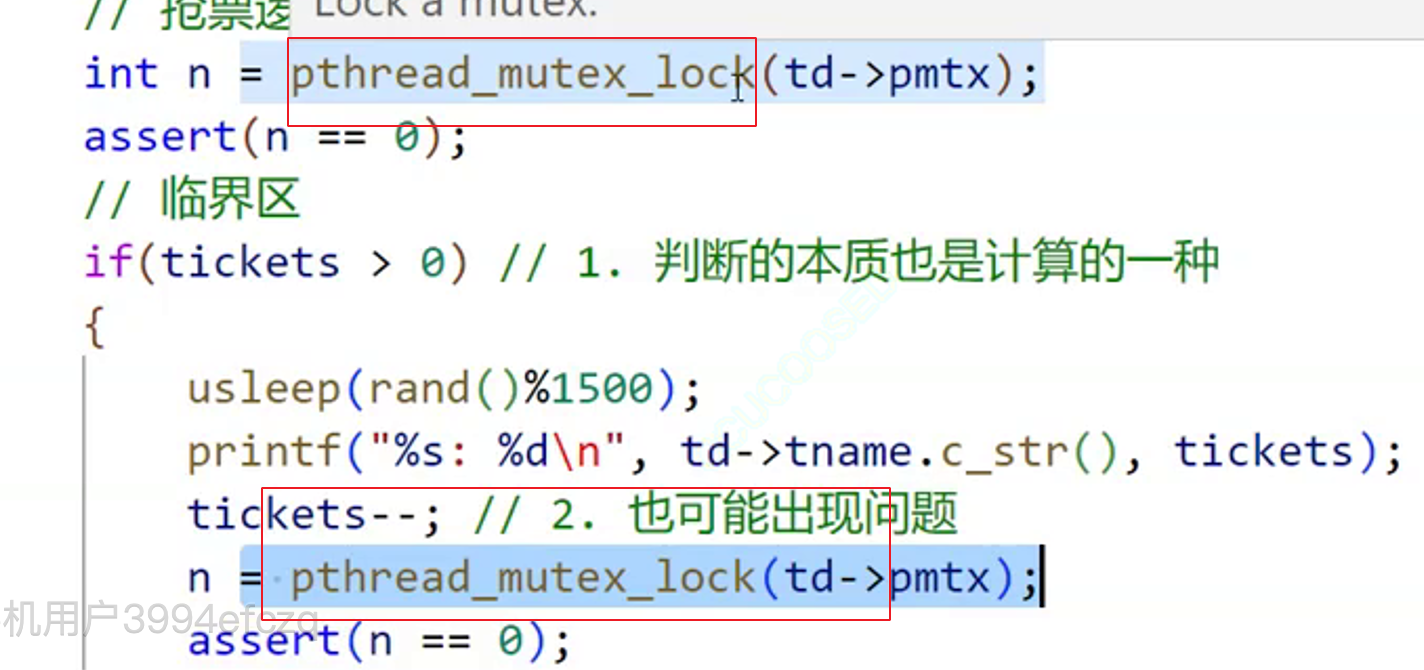 Lock a mutex.
// 抢票逻
int n = pthread_mutex_lock(td->pmtx);
assert(n == 0);
// 临界区
if(tickets > 0) // 1. 判断的本质也是计算的一种
{
usleep(rand()%1500);
printf("%s: %d\n", td->tname.c_str(), tickets);
tickets--; // 2. 也可能出现问题
n = pthread_mutex_lock(td->pmtx);
机用户3994efczq
assert(n == 0);